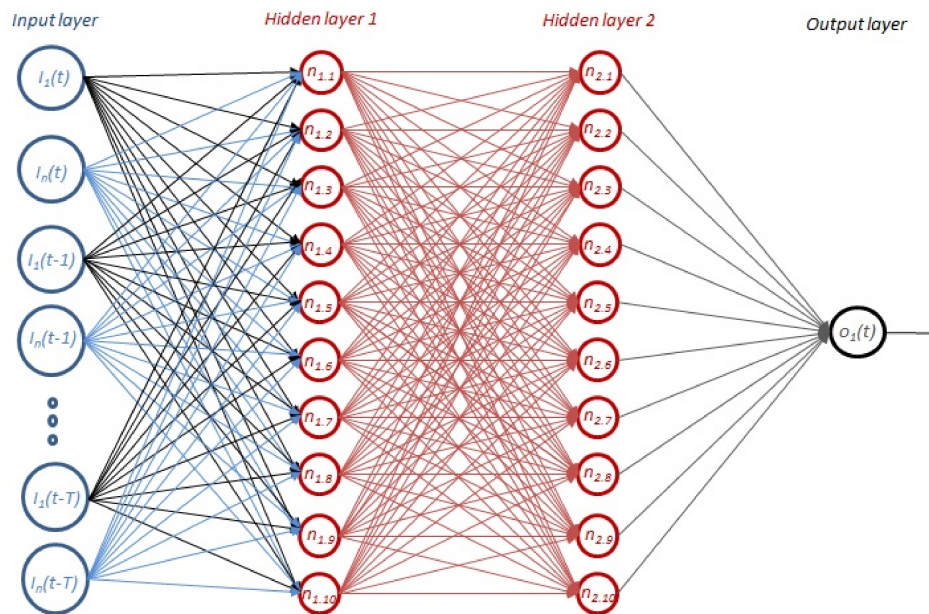 Input layer
Hidden layer 1
Hidden layer 2
Output layer
I1(t)
In(t)
I1(t-1)
In(t-1)
I1(t-T)
In(t-T)
n1.1
n1.2
n1.3
n1.4
n1.5
n1.6
n1.7
n1.8
n1.9
n1.10
n2.1
n2.2
n2.3
n2.4
n2.5
n2.6
n2.7
n2.8
n2.9
n2.10
o1(t)